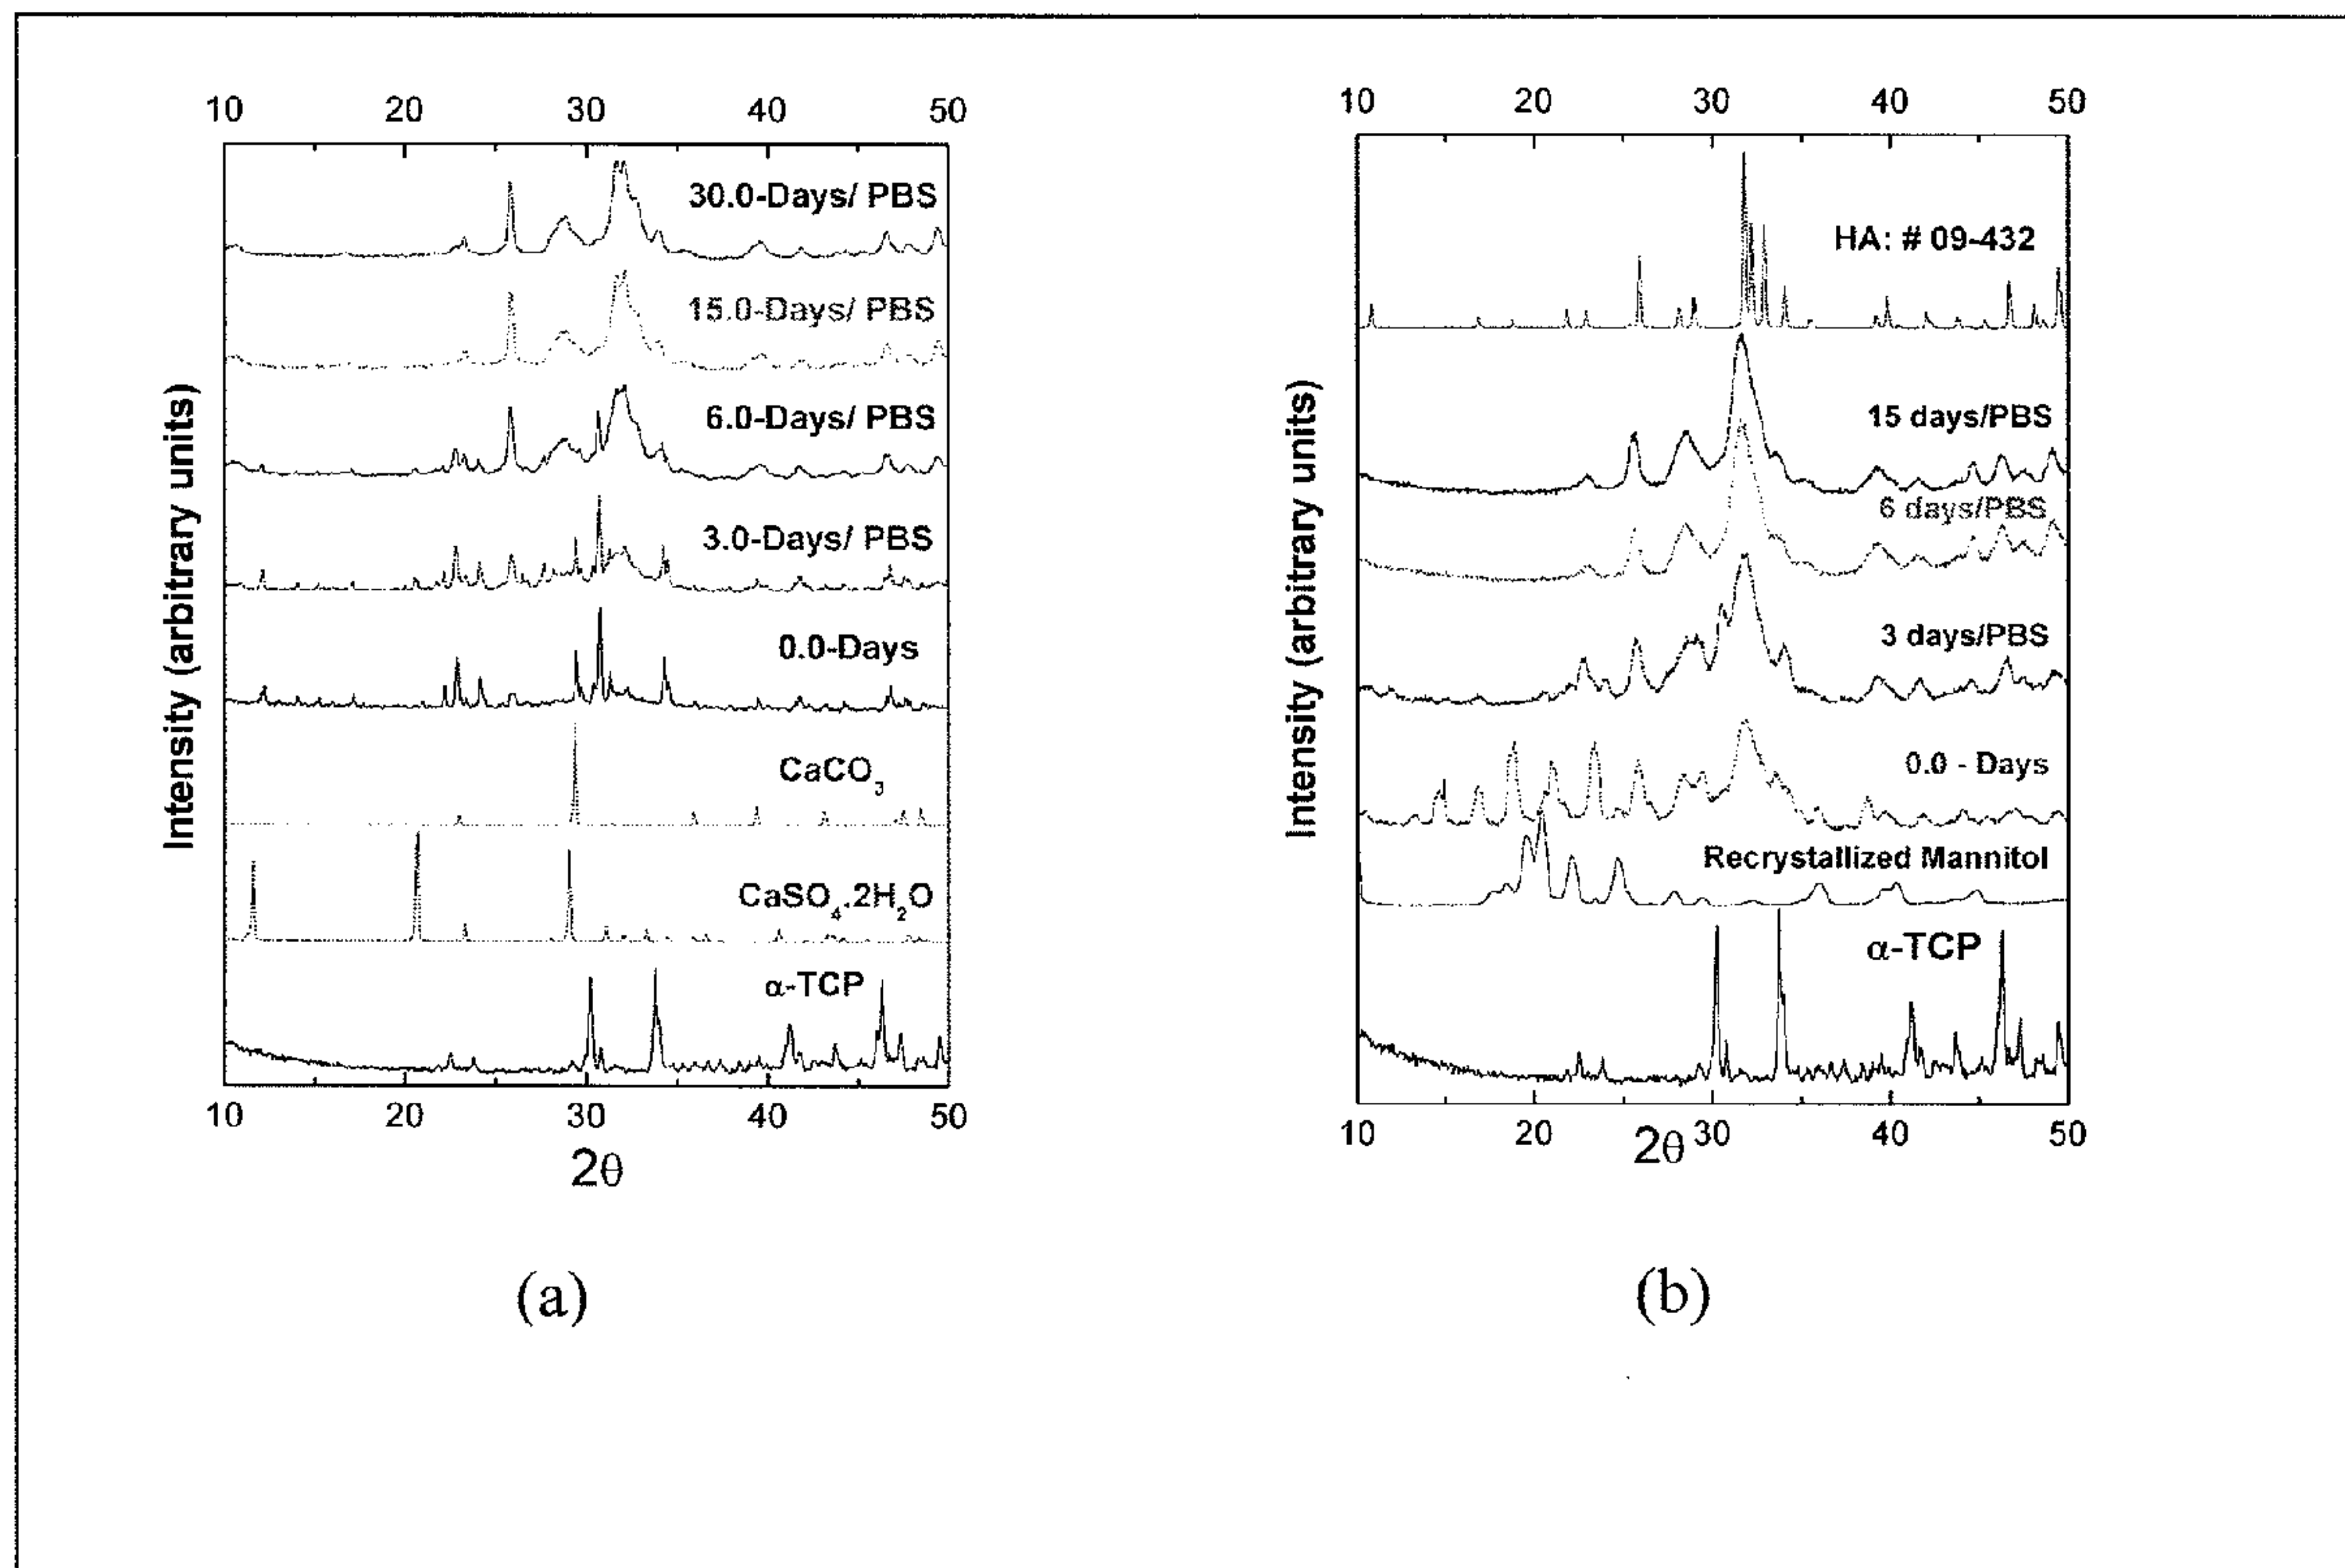 10 20 30 40 50
30.0-Days/ PBS
15.0-Days/ PBS
6.0-Days/ PBS
3.0-Days/ PBS
0.0-Days
CaCO3
CaSO4.2H2O
α-TCP
Intensity (arbitrary units)
10 20 30 40 50
2θ
(a)
10 20 30 40 50
HA: # 09-432
15 days/PBS
6 days/PBS
3 days/PBS
0.0 - Days
Recrystallized Mannitol
α-TCP
Intensity (arbitrary units)
10 20 30 40 50
2θ
(b)